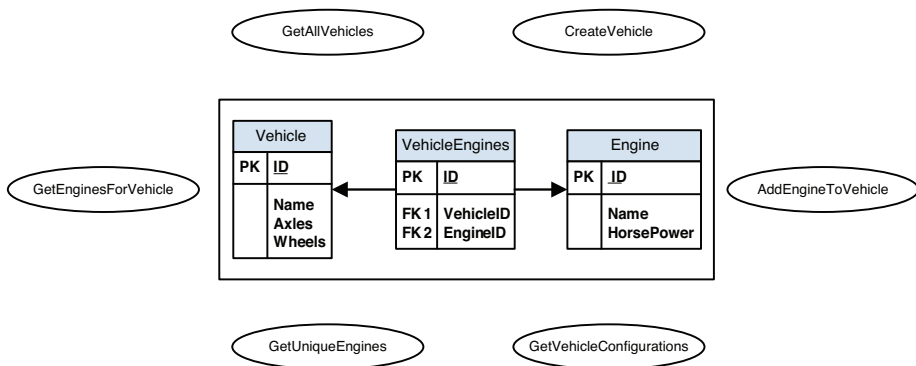 GetAllVehicles
CreateVehicle
Vehicle
PK ID
Name
Axles
Wheels
VehicleEngines
PK ID
FK1 VehicleID
FK2 EngineID
Engine
PK ID
Name
HorsePower
GetEnginesForVehicle
AddEngineToVehicle
GetUniqueEngines
GetVehicleConfigurations